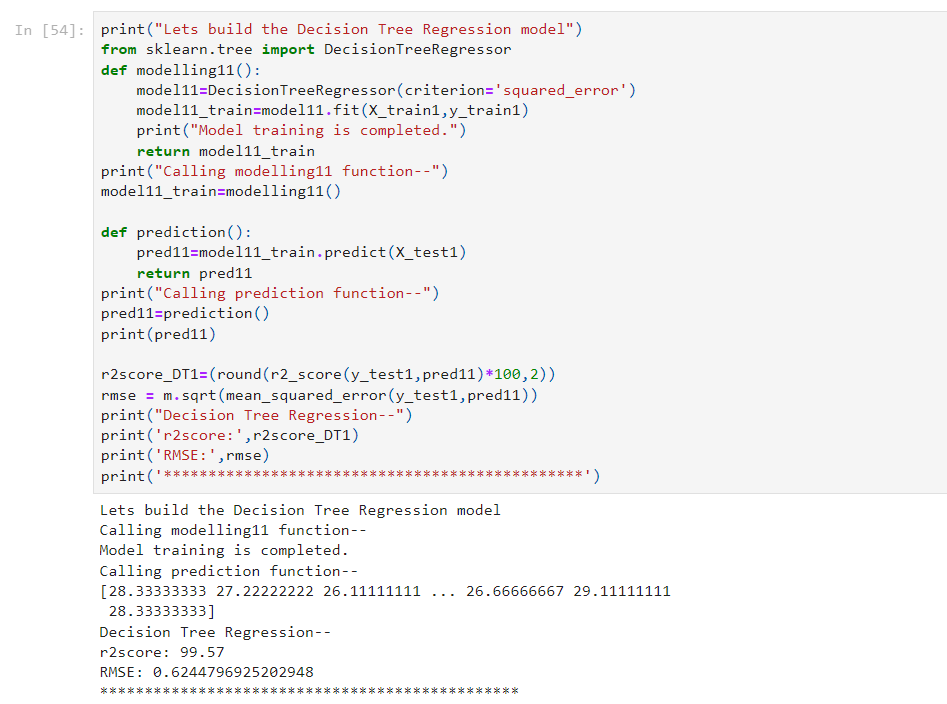 In [54]:
print("Lets build the Decision Tree Regression model")
from sklearn.tree import DecisionTreeRegressor
def modelling11():
    model11=DecisionTreeRegressor(criterion='squared_error')
    model11_train=model11.fit(X_train1,y_train1)
    print("Model training is completed.")
    return model11_train
print("Calling modelling11 function--")
model11_train=modelling11()

def prediction():
    pred11=model11_train.predict(X_test1)
    return pred11
print("Calling prediction function--")
pred11=prediction()
print(pred11)

r2score_DT1=(round(r2_score(y_test1,pred11)*100,2))
rmse = m.sqrt(mean_squared_error(y_test1,pred11))
print("Decision Tree Regression--")
print('r2score:',r2score_DT1)
print('RMSE:',rmse)
print('***********************************************')
Lets build the Decision Tree Regression model
Calling modelling11 function--
Model training is completed.
Calling prediction function--
[28.33333333 27.22222222 26.11111111 ... 26.66666667 29.11111111
 28.33333333]
Decision Tree Regression--
r2score: 99.57
RMSE: 0.6244796925202948
***********************************************